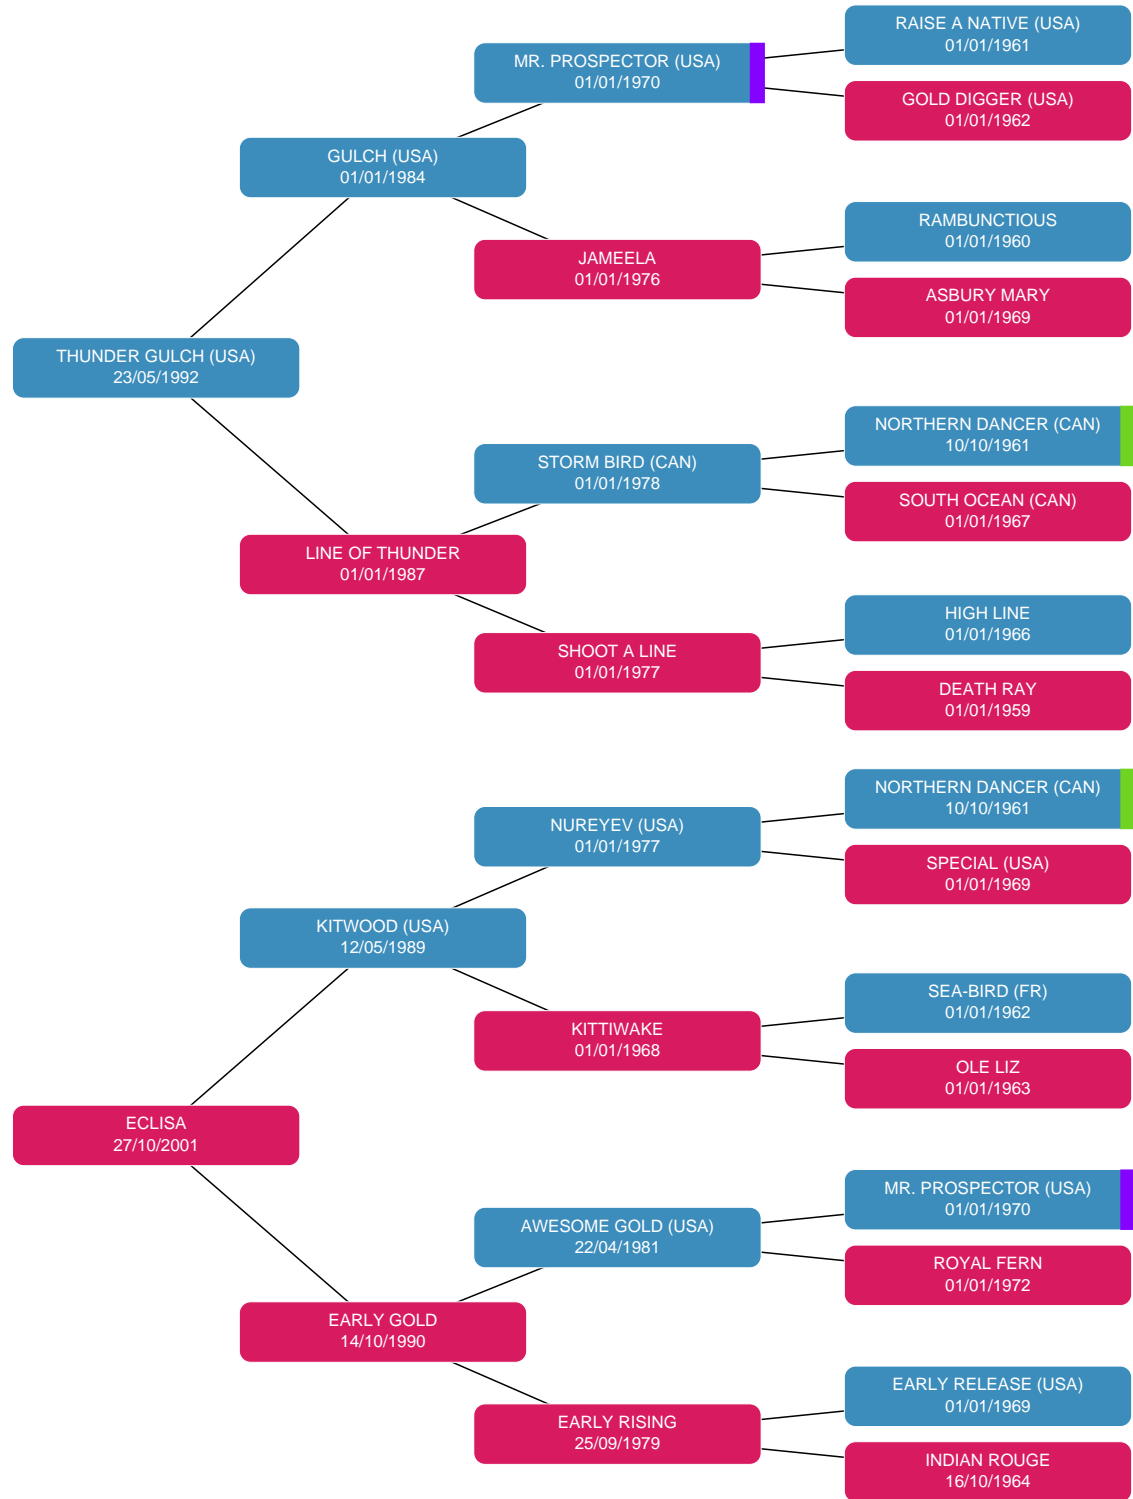 RAISE A NATIVE (USA)
01/01/1961
MR. PROSPECTOR (USA)
01/01/1970
GOLD DIGGER (USA)
01/01/1962
GULCH (USA)
01/01/1984
RAMBUNCTIOUS
01/01/1960
JAMEELA
01/01/1976
ASBURY MARY
01/01/1969
THUNDER GULCH (USA)
23/05/1992
NORTHERN DANCER (CAN)
10/10/1961
STORM BIRD (CAN)
01/01/1978
SOUTH OCEAN (CAN)
01/01/1967
LINE OF THUNDER
01/01/1987
HIGH LINE
01/01/1966
SHOOT A LINE
01/01/1977
DEATH RAY
01/01/1959
NORTHERN DANCER (CAN)
10/10/1961
NUREYEV (USA)
01/01/1977
SPECIAL (USA)
01/01/1969
KITWOOD (USA)
12/05/1989
SEA-BIRD (FR)
01/01/1962
KITTIWAKE
01/01/1968
OLE LIZ
01/01/1963
ECLISA
27/10/2001
MR. PROSPECTOR (USA)
01/01/1970
AWESOME GOLD (USA)
22/04/1981
ROYAL FERN
01/01/1972
EARLY GOLD
14/10/1990
EARLY RELEASE (USA)
01/01/1969
EARLY RISING
25/09/1979
INDIAN ROUGE
16/10/1964